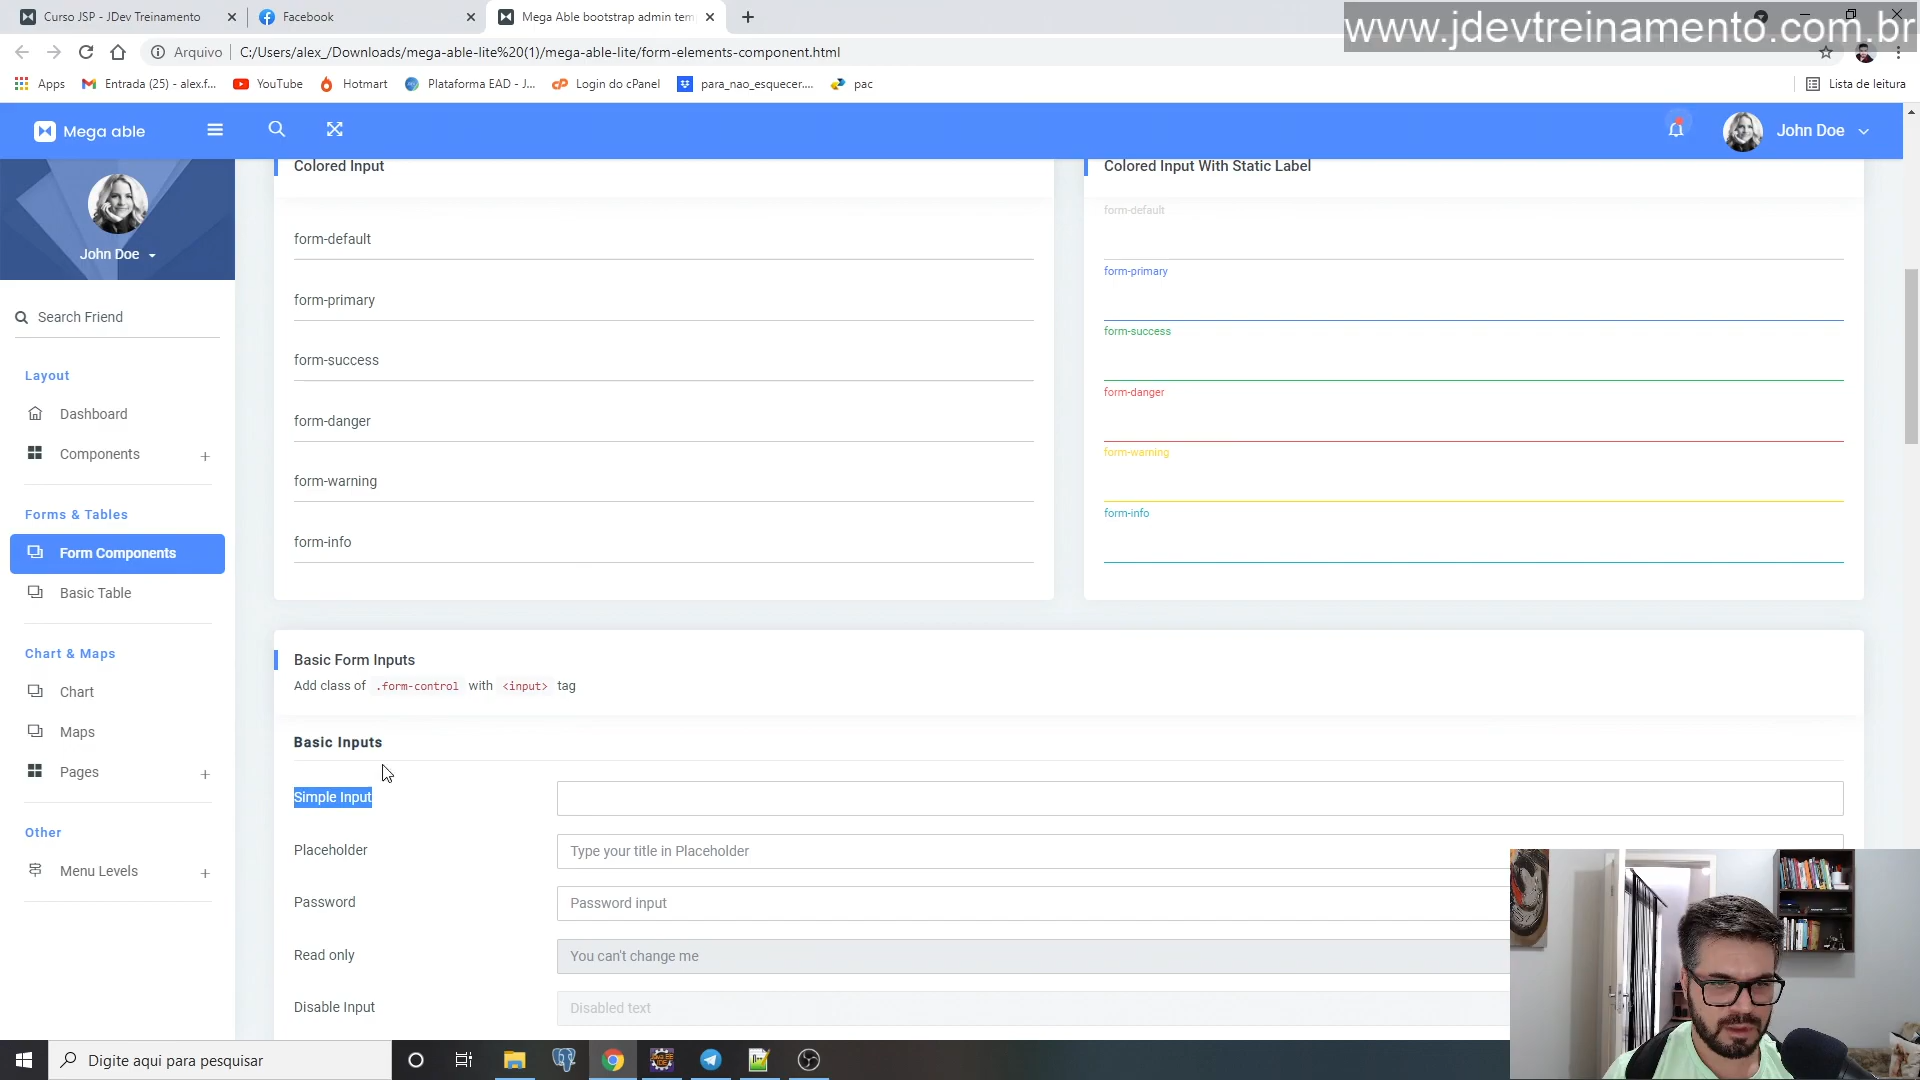 Curso JSP - JDev Treinamento
Facebook
Mega Able bootstrap admin tem
www.jdevtreinamento.com.br
Arquivo
C:/Users/alex_/Downloads/mega-able-lite%20(1)/mega-able-lite/form-elements-component.html
Apps
Entrada (25) - alex.f...
YouTube
Hotmart
Plataforma EAD - J...
Login do cPanel
para_nao_esquecer....
pac
Lista de leitura
Mega able
John Doe
John Doe
Search Friend
Layout
Dashboard
Components
Forms & Tables
Form Components
Basic Table
Chart & Maps
Chart
Maps
Pages
Other
Menu Levels
Colored Input
form-default
form-primary
form-success
form-danger
form-warning
form-info
Colored Input With Static Label
form-default
form-primary
form-success
form-danger
form-warning
form-info
Basic Form Inputs
Add class of .form-control with <input> tag
Basic Inputs
Simple Input
Placeholder
Type your title in Placeholder
Password
Password input
Read only
You can't change me
Disable Input
Disabled text
Digite aqui para pesquisar